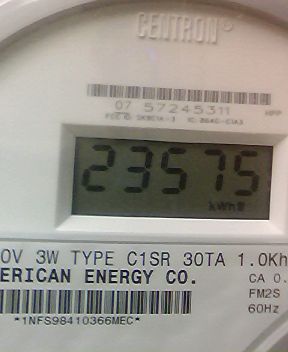 CENTRON®
07 57245311
23575
kWh
0V 3W TYPE C1SR 30TA 1.0Kh
ERICAN ENERGY CO.
CA 0.
FM2S
60Hz
*1NFS98410366MEC*